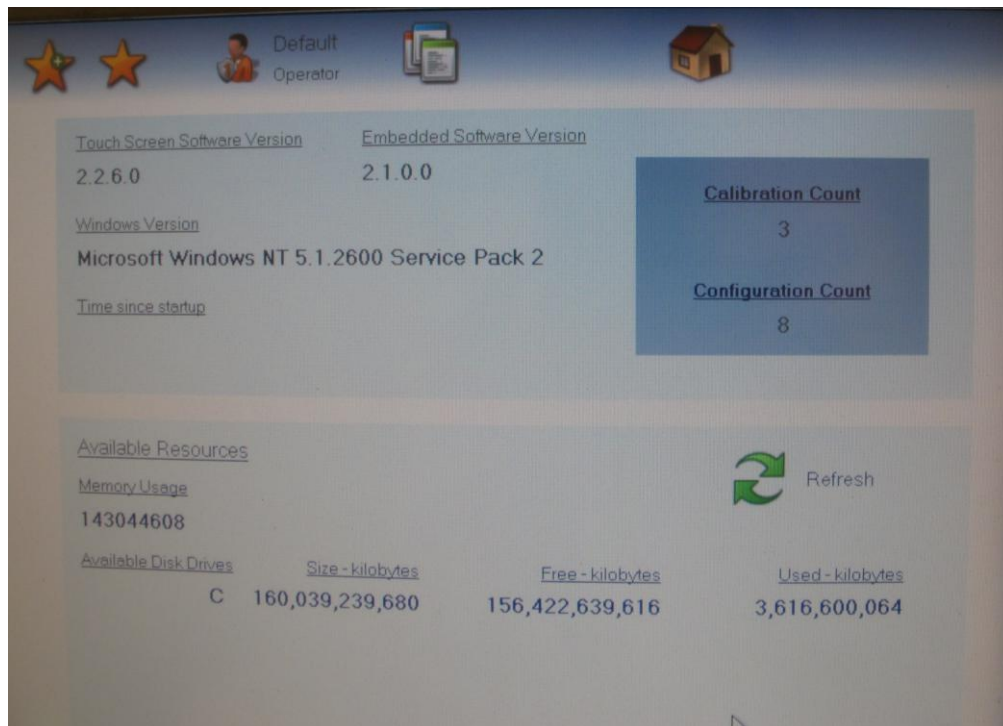 Default
Operator
Touch Screen Software Version
2.2.6.0
Embedded Software Version
2.1.0.0
Windows Version
Microsoft Windows NT 5.1.2600 Service Pack 2
Time since startup
Calibration Count
3
Configuration Count
8
Available Resources
Refresh
Memory Usage
143044608
Available Disk Drives Size - kilobytes Free - kilobytes Used - kilobytes
C 160,039,239,680 156,422,639,616 3,616,600,064